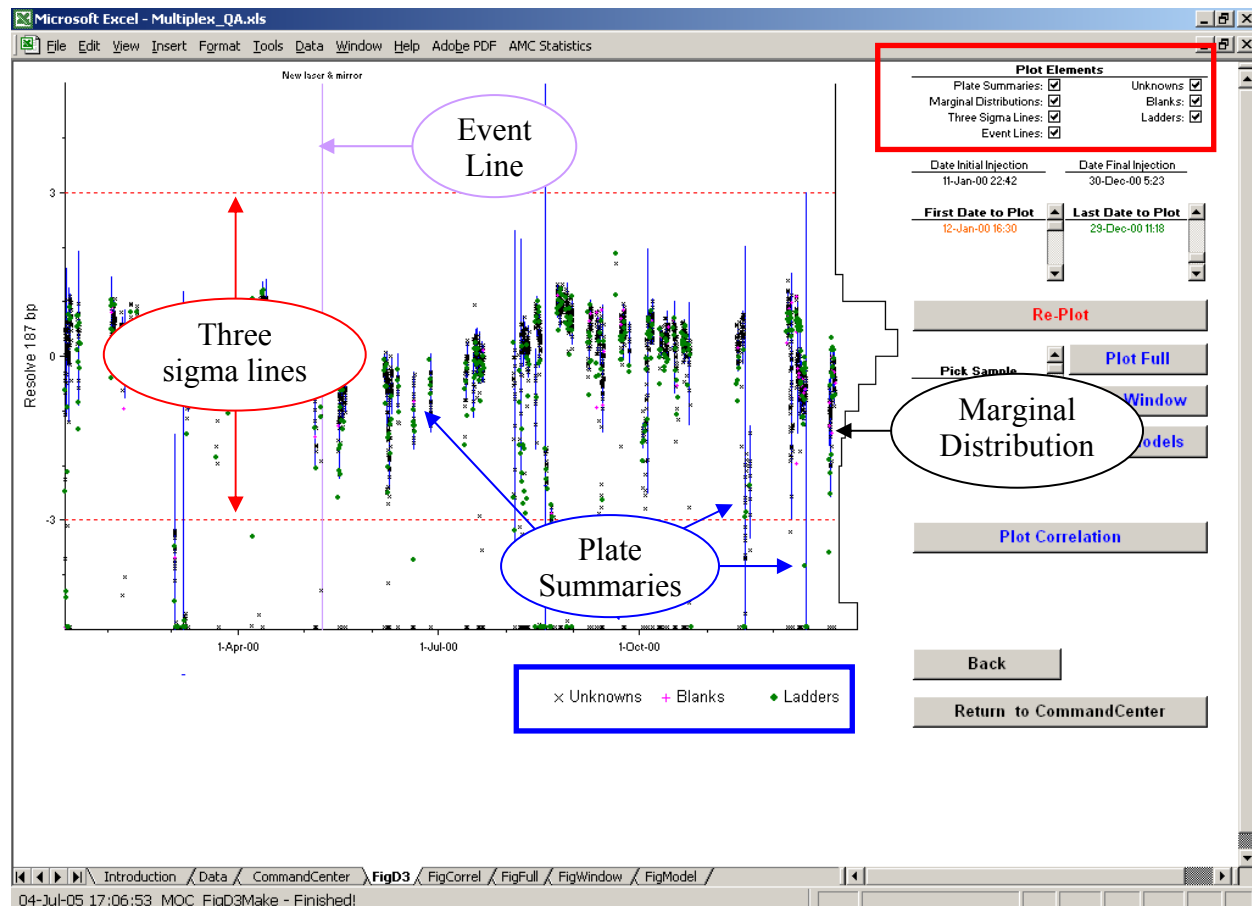 Microsoft Excel - Multiplex_QA.xls
File Edit View Insert Format Tools Data Window Help Adobe PDF AMC Statistics
New laser & mirror
Event
Line
Three
sigma lines
Plate
Summaries
Marginal
Distribution
Resolve 187 bp
3
0
-3
1-Apr-00
1-Jul-00
1-Oct-00
× Unknowns + Blanks ● Ladders
Plot Elements
Plate Summaries: Unknowns
Marginal Distributions: Blanks:
Three Sigma Lines: Ladders:
Event Lines:
Date Initial Injection Date Final Injection
11-Jan-00 22:42 30-Dec-00 5:23
First Date to Plot Last Date to Plot
12-Jan-00 16:30 29-Dec-00 11:18
Re-Plot
Pick Sample
Plot Full
Window
Plot Correlation
Back
Return to CommandCenter
Introduction Data CommandCenter FigD3 FigCorrel FigFull FigWindow FigModel
04-Jul-05 17:06:53 MOC_FigD3Make - Finished!